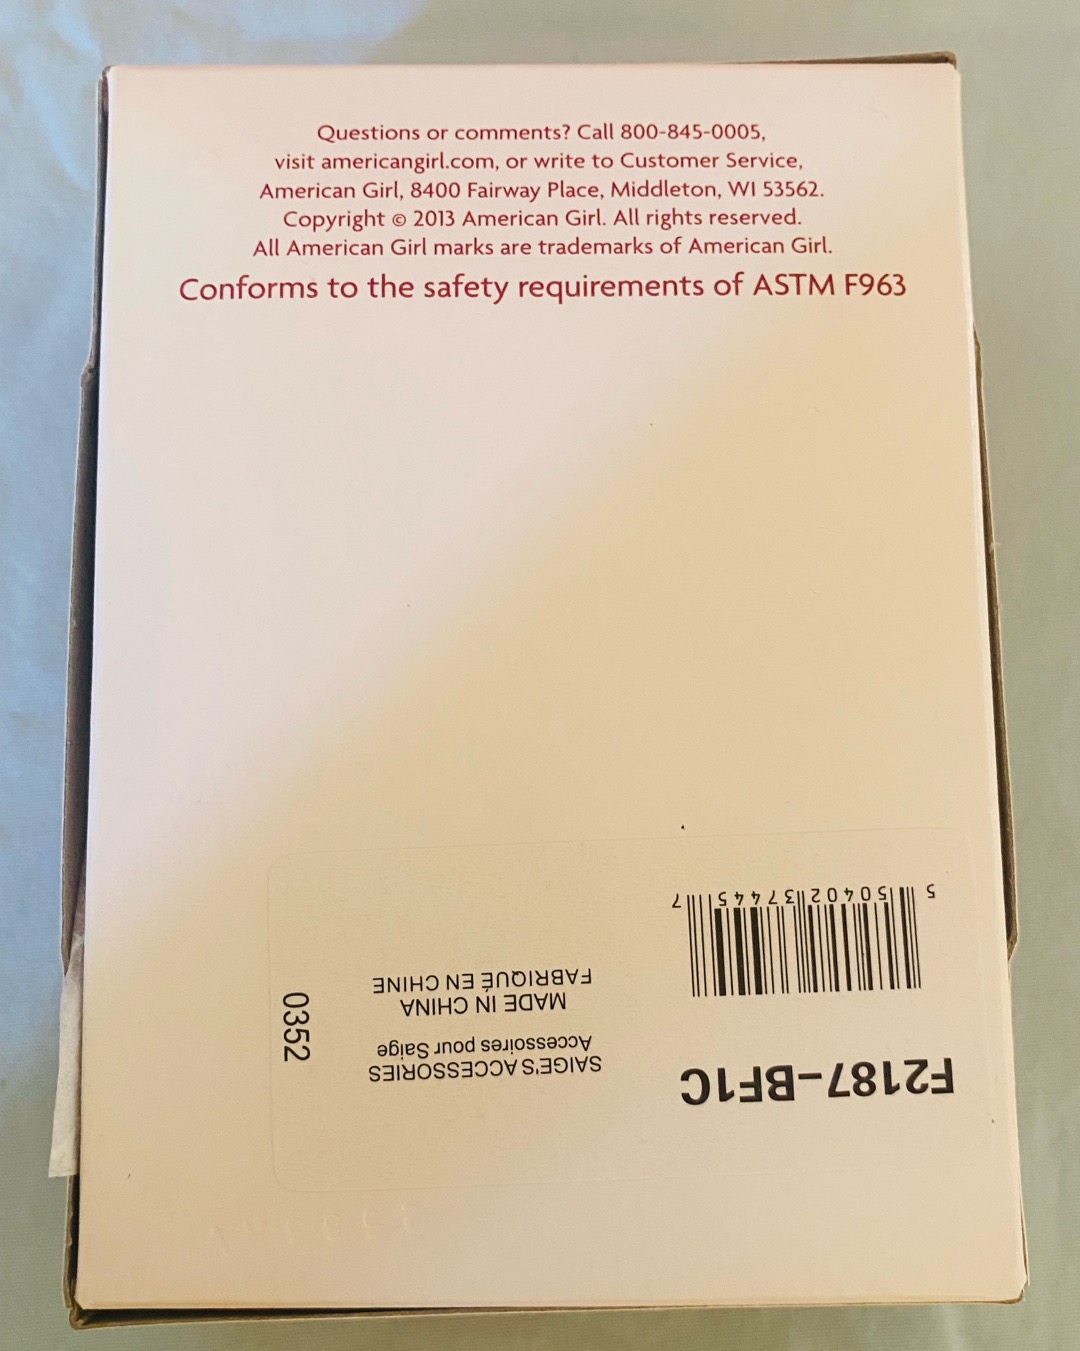 Questions or comments? Call 800-845-0005,
visit americangirl.com, or write to Customer Service,
American Girl, 8400 Fairway Place, Middleton, WI 53562.
Copyright © 2013 American Girl. All rights reserved.
All American Girl marks are trademarks of American Girl.
Conforms to the safety requirements of ASTM F963
F2187-BF1C
5 50402 37445 7
SAIGE'S ACCESSORIES
Accessoires pour Saige
MADE IN CHINA
FABRIQUÉ EN CHINE
0352